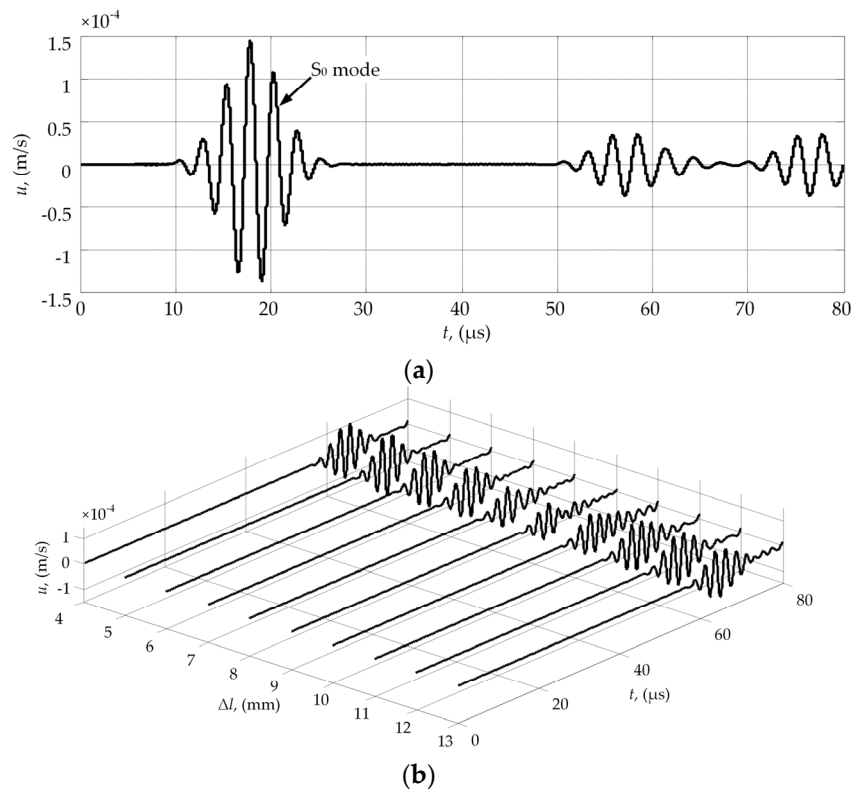 ×10⁻⁴
1.5
1
0.5
0
-0.5
-1
-1.5
u, (m/s)
S₀ mode
0 10 20 30 40 50 60 70 80
t, (µs)
(a)
×10⁻⁴
1
0
-1
u, (m/s)
4 5 6 7 8 9 10 11 12 13
Δl, (mm)
0 20 40 60 80
t, (µs)
(b)